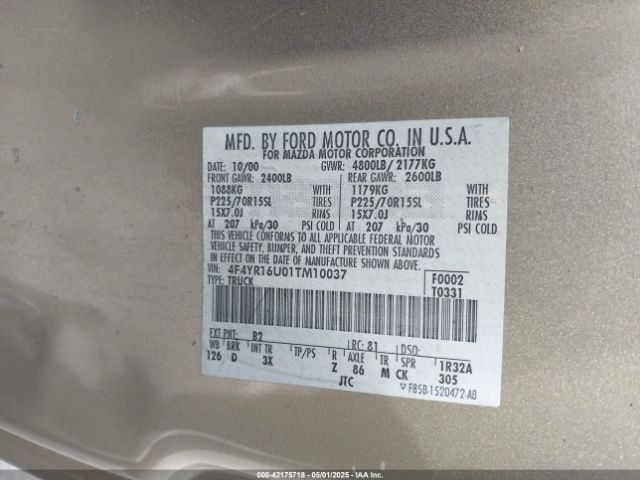 MFD. BY FORD MOTOR CO. IN U.S.A.
FOR MAZDA MOTOR CORPORATION
DATE: 10/00 GVWR: 4800LB/ 2177KG
FRONT GAWR: 2400LB REAR GAWR: 2600LB
1088KG WITH 1179KG WITH
P225/70R15SL TIRES P225/70R15SL TIRES
15X7.0J RIMS 15X7.0J RIMS
AT 207 kPa/30 PSI COLD AT 207 kPa/30 PSI COLD
THIS VEHICLE CONFORMS TO ALL APPLICABLE FEDERAL MOTOR
VEHICLE SAFETY, BUMPER, AND THEFT PREVENTION STANDARDS
IN EFFECT ON THE DATE OF MANUFACTURE SHOWN ABOVE.
VIN: 4F4YR16U01TM10037 F0002
TYPE: TRUCK T0331
EXT PNT: B2 RC: 81 DSO:
WB BRK INT TR TP/PS R AXLE TR SPR 1R32A
126 D 3X Z 86 M CK 305
JTC F85B-1520472-AB
000-42175718 - 05/01/2025 - IAAI Copart